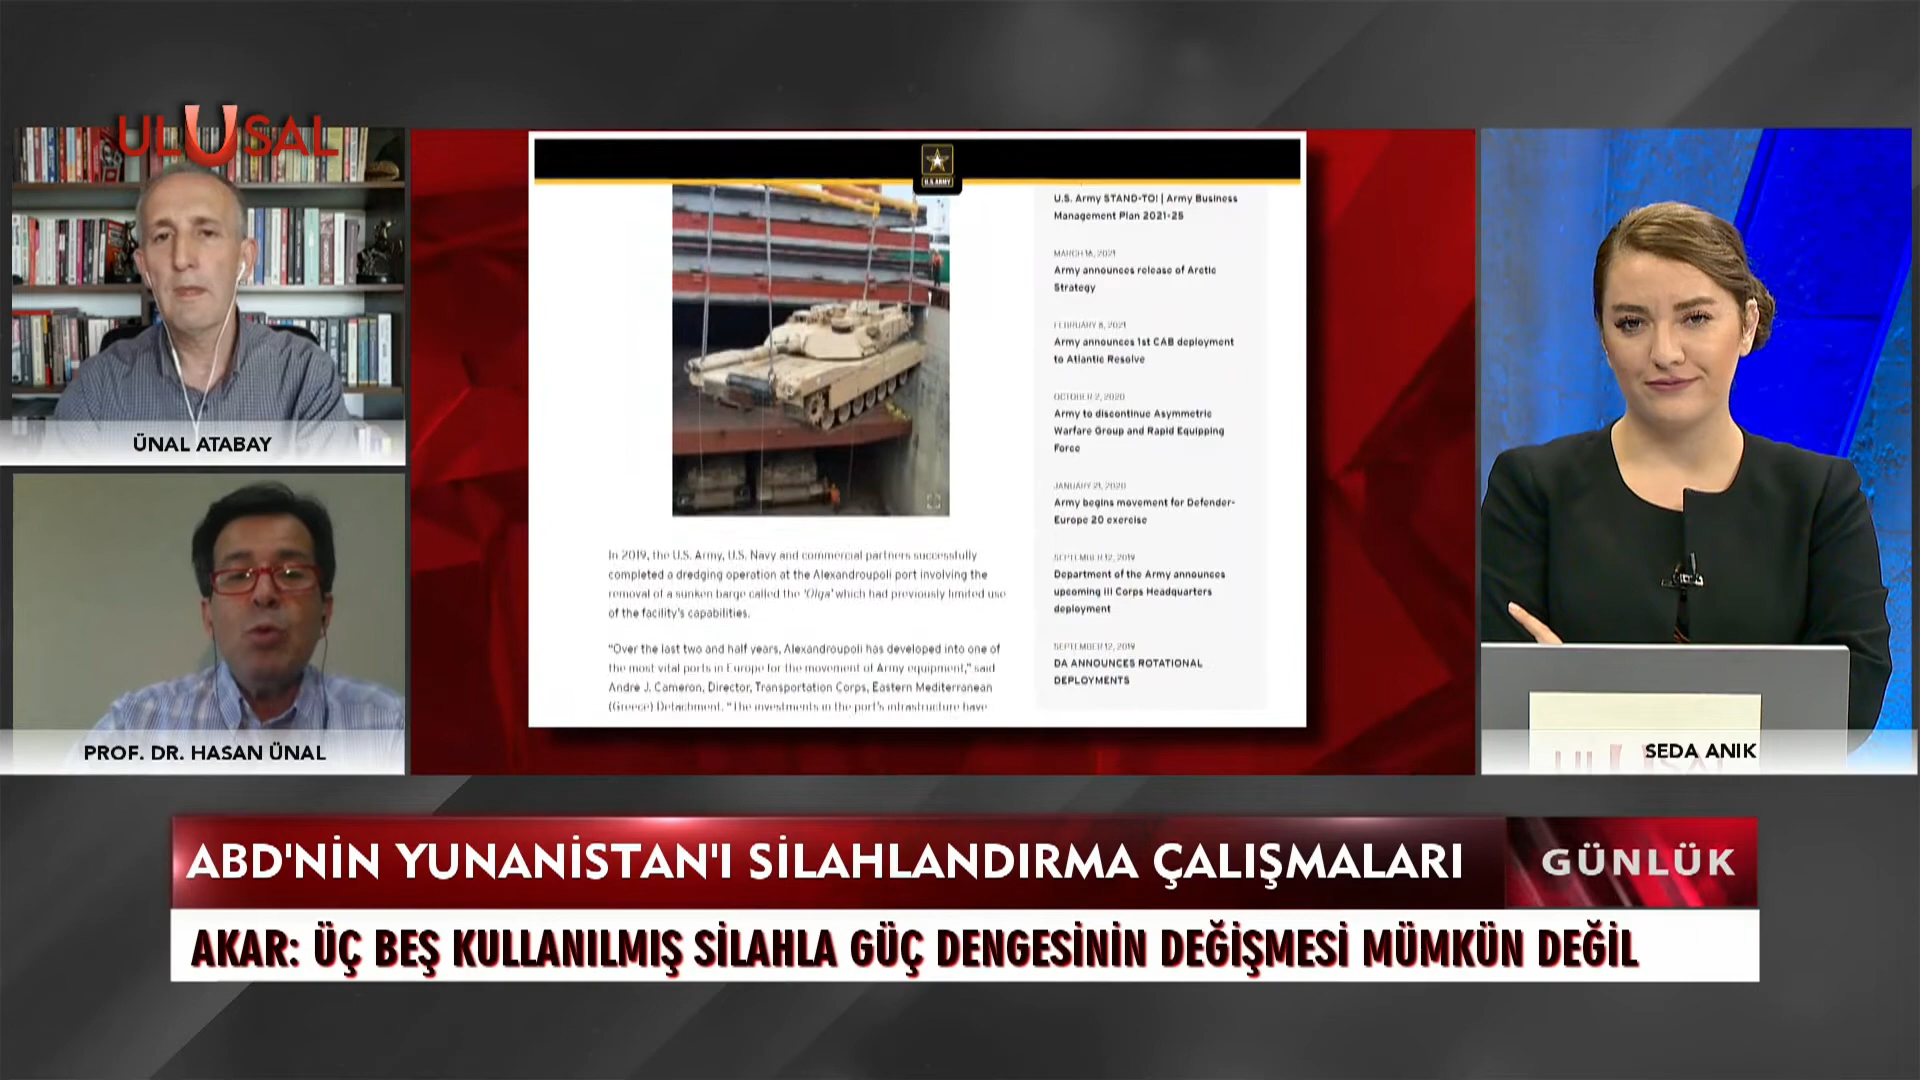 ULUSAL
ÜNAL ATABAY
PROF. DR. HASAN ÜNAL
U.S. ARMY
In 2019, the U.S. Army, U.S. Navy and commercial partners successfully
completed a dredging operation at the Alexandroupoli port involving the
removal of a sunken barge called the 'Olga' which had previously limited use
of the facility's capabilities.
"Over the last two and half years, Alexandroupoli has developed into one of
the most vital ports in Europe for the movement of Army equipment," said
Andre J. Cameron, Director, Transportation Corps, Eastern Mediterranean
(Greece) Detachment. "The investments in the port's infrastructure have
U.S. Army STAND-TO! | Army Business
Management Plan 2021-25
MARCH 16, 2021
Army announces release of Arctic
Strategy
FEBRUARY 8, 2021
Army announces 1st CAB deployment
to Atlantic Resolve
OCTOBER 2, 2020
Army to discontinue Asymmetric
Warfare Group and Rapid Equipping
Force
JANUARY 21, 2020
Army begins movement for Defender-
Europe 20 exercise
SEPTEMBER 12, 2019
Department of the Army announces
upcoming III Corps Headquarters
deployment
SEPTEMBER 12, 2019
DA ANNOUNCES ROTATIONAL
DEPLOYMENTS
SEDA ANIK
ABD'NİN YUNANİSTAN'I SİLAHLANDIRMA ÇALIŞMALARI
GÜNLÜK
AKAR: ÜÇ BEŞ KULLANILMIŞ SİLAHLA GÜÇ DENGESİNİN DEĞİŞMESİ MÜMKÜN DEĞİL